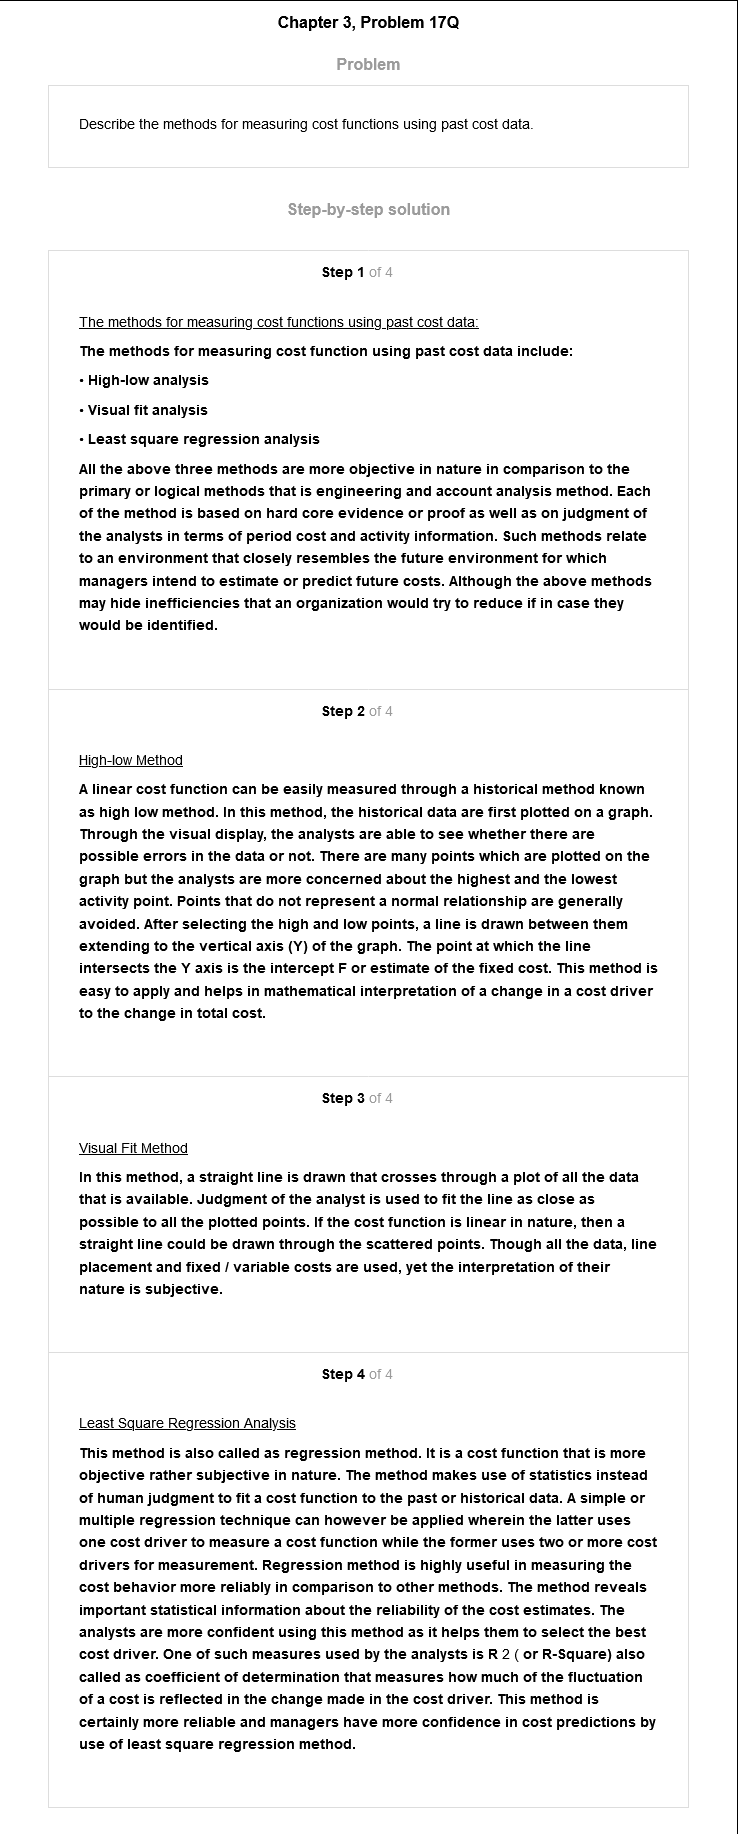 Chapter 3, Problem 17Q
Problem
Describe the methods for measuring cost functions using past cost data.
Step-by-step solution
Step 1 of 4
The methods for measuring cost functions using past cost data:
The methods for measuring cost function using past cost data include:
• High-low analysis
• Visual fit analysis
• Least square regression analysis
All the above three methods are more objective in nature in comparison to the
primary or logical methods that is engineering and account analysis method. Each
of the method is based on hard core evidence or proof as well as on judgment of
the analysts in terms of period cost and activity information. Such methods relate
to an environment that closely resembles the future environment for which
managers intend to estimate or predict future costs. Although the above methods
may hide inefficiencies that an organization would try to reduce if in case they
would be identified.
Step 2 of 4
High-low Method
A linear cost function can be easily measured through a historical method known
as high low method. In this method, the historical data are first plotted on a graph.
Through the visual display, the analysts are able to see whether there are
possible errors in the data or not. There are many points which are plotted on the
graph but the analysts are more concerned about the highest and the lowest
activity point. Points that do not represent a normal relationship are generally
avoided. After selecting the high and low points, a line is drawn between them
extending to the vertical axis (Y) of the graph. The point at which the line
intersects the Y axis is the intercept F or estimate of the fixed cost. This method is
easy to apply and helps in mathematical interpretation of a change in a cost driver
to the change in total cost.
Step 3 of 4
Visual Fit Method
In this method, a straight line is drawn that crosses through a plot of all the data
that is available. Judgment of the analyst is used to fit the line as close as
possible to all the plotted points. If the cost function is linear in nature, then a
straight line could be drawn through the scattered points. Though all the data, line
placement and fixed / variable costs are used, yet the interpretation of their
nature is subjective.
Step 4 of 4
Least Square Regression Analysis
This method is also called as regression method. It is a cost function that is more
objective rather subjective in nature. The method makes use of statistics instead
of human judgment to fit a cost function to the past or historical data. A simple or
multiple regression technique can however be applied wherein the latter uses
one cost driver to measure a cost function while the former uses two or more cost
drivers for measurement. Regression method is highly useful in measuring the
cost behavior more reliably in comparison to other methods. The method reveals
important statistical information about the reliability of the cost estimates. The
analysts are more confident using this method as it helps them to select the best
cost driver. One of such measures used by the analysts is R 2 ( or R-Square) also
called as coefficient of determination that measures how much of the fluctuation
of a cost is reflected in the change made in the cost driver. This method is
certainly more reliable and managers have more confidence in cost predictions by
use of least square regression method.